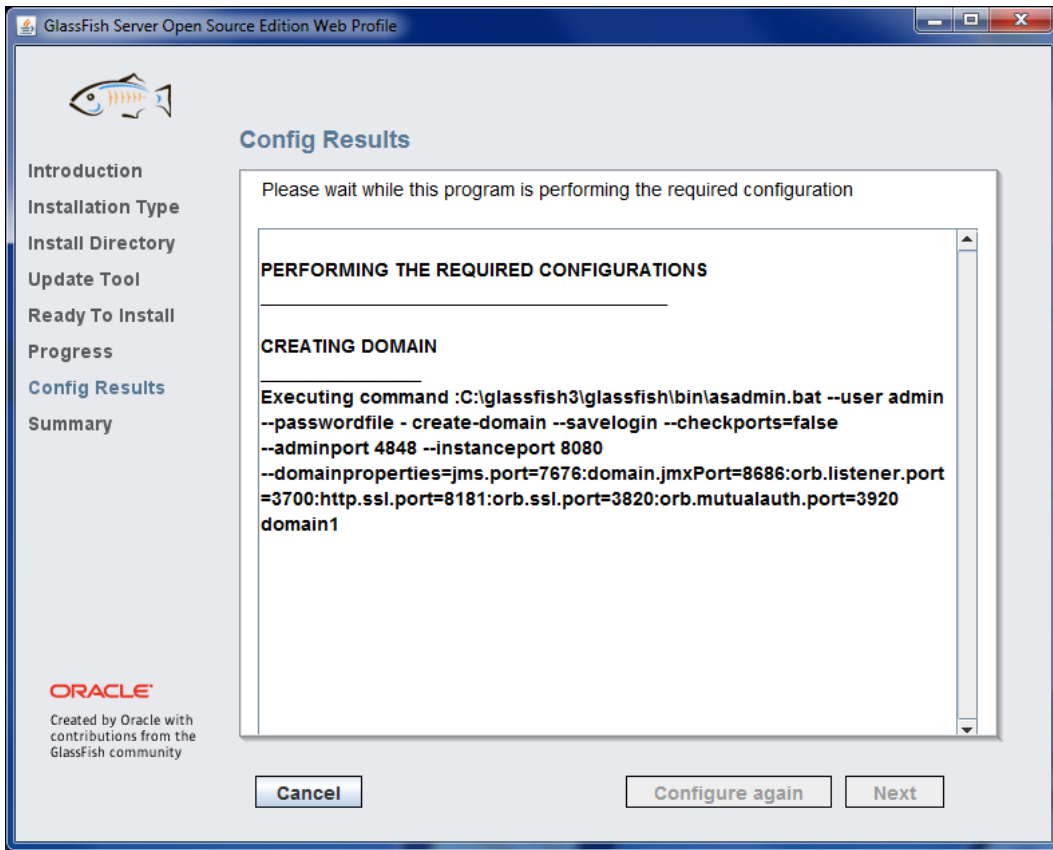 GlassFish Server Open Source Edition Web Profile
Config Results
Introduction
Installation Type
Install Directory
Update Tool
Ready To Install
Progress
Config Results
Summary
Please wait while this program is performing the required configuration
PERFORMING THE REQUIRED CONFIGURATIONS
CREATING DOMAIN
Executing command :C:\glassfish3\glassfish\bin\asadmin.bat --user admin
--passwordfile - create-domain --savelogin --checkports=false
--adminport 4848 --instanceport 8080
--domainproperties=jms.port=7676:domain.jmxPort=8686:orb.listener.port
=3700:http.ssl.port=8181:orb.ssl.port=3820:orb.mutualauth.port=3920
domain1
ORACLE
Created by Oracle with
contributions from the
GlassFish community
Cancel
Configure again
Next